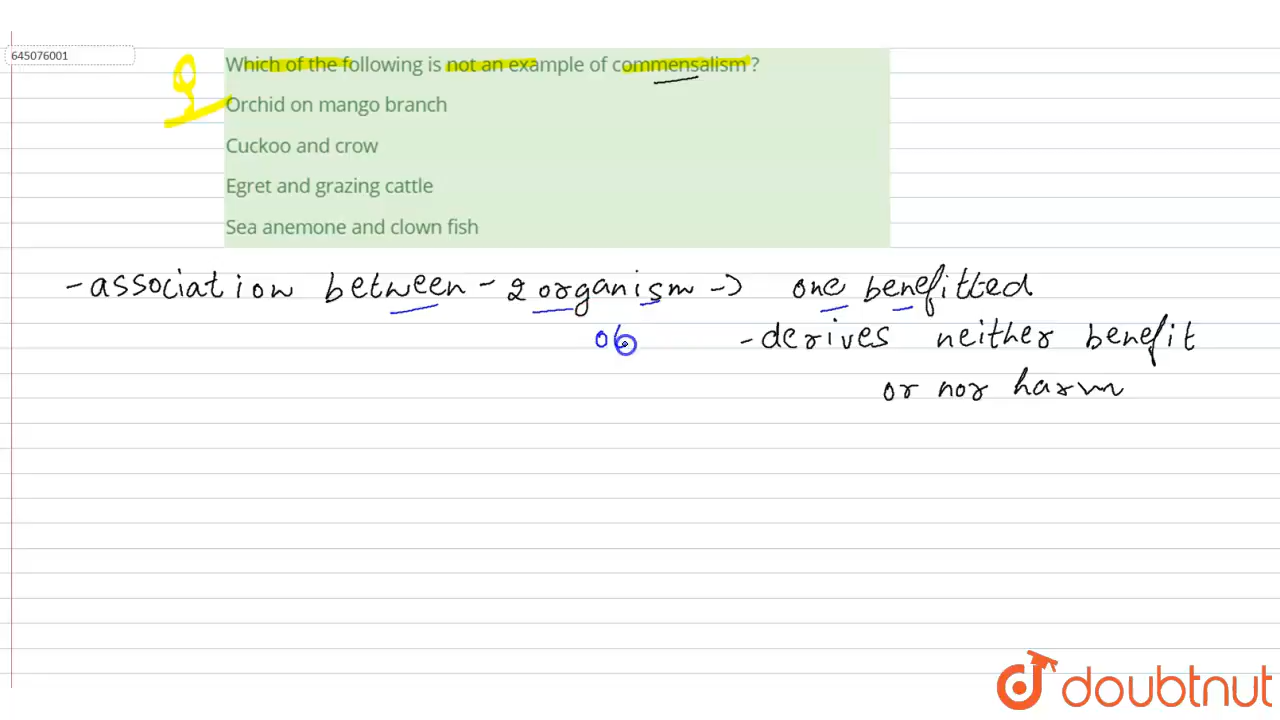 645076001
Which of the following is not an example of commensalism ?
Orchid on mango branch
Cuckoo and crow
Egret and grazing cattle
Sea anemone and clown fish
- association between - 2 organism -> one benefitted
- derives neither benefit
or nor harm
doubtnut